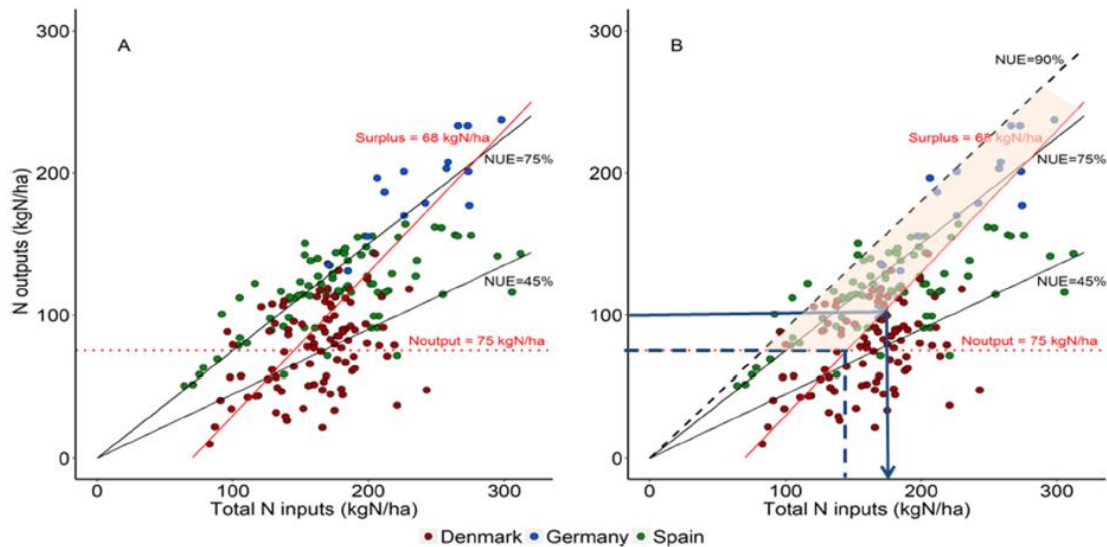 A
300
200
100
0
N outputs (kgN/ha)
Surplus = 68 kgN/ha
NUE=75%
NUE=45%
Noutput = 75 kgN/ha
0
100
200
300
Total N inputs (kgN/ha)
B
300
200
100
0
NUE=90%
Surplus = 68 kgN/ha
NUE=75%
NUE=45%
Noutput = 75 kgN/ha
0
100
200
300
Total N inputs (kgN/ha)
Denmark Germany Spain